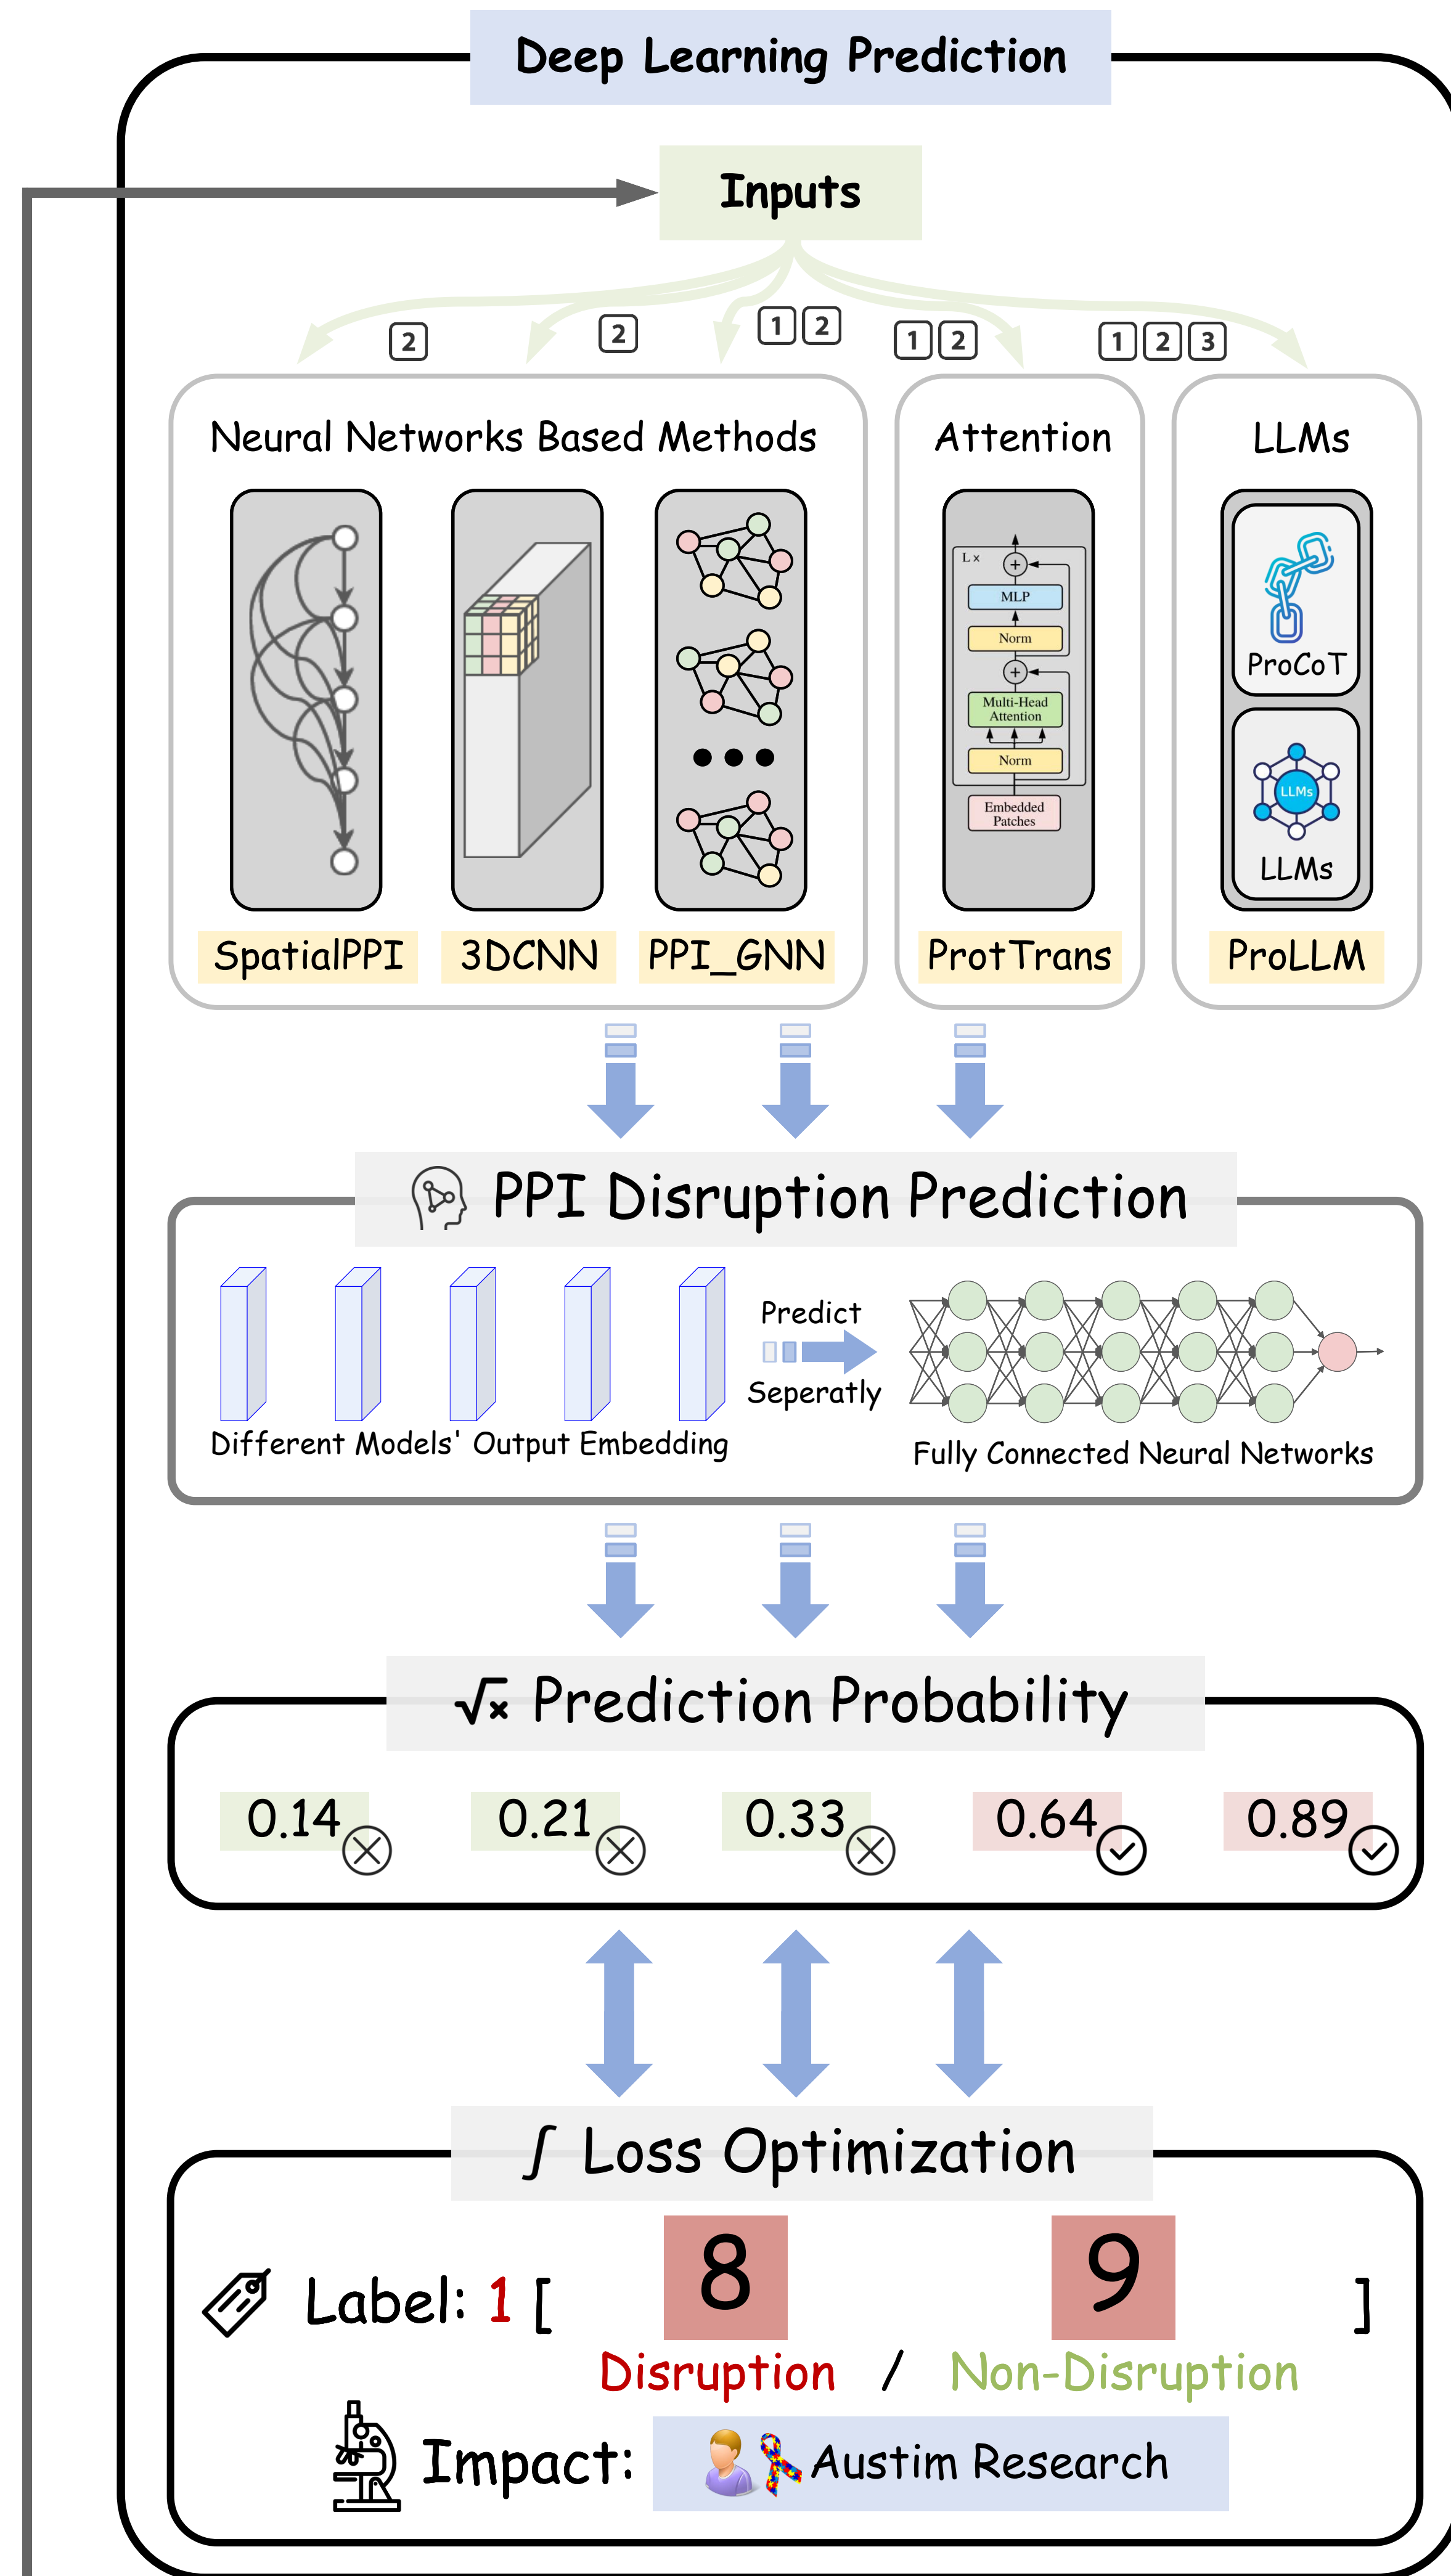 Deep Learning Prediction
Inputs
2
2
1 2
1 2
1 2 3
Neural Networks Based Methods
Attention
LLMs
L ×
+
MLP
Norm
+
Multi-Head
Attention
Norm
Embedded
Patches
ProCoT
LLMs
LLMs
SpatialPPI
3DCNN
PPI_GNN
ProtTrans
ProLLM
PPI Disruption Prediction
Predict
Seperatly
Different Models' Output Embedding
Fully Connected Neural Networks
√x Prediction Probability
0.14
0.21
0.33
0.64
0.89
∫ Loss Optimization
Label: 1 [ 8 9 ]
Disruption / Non-Disruption
Impact: Austim Research